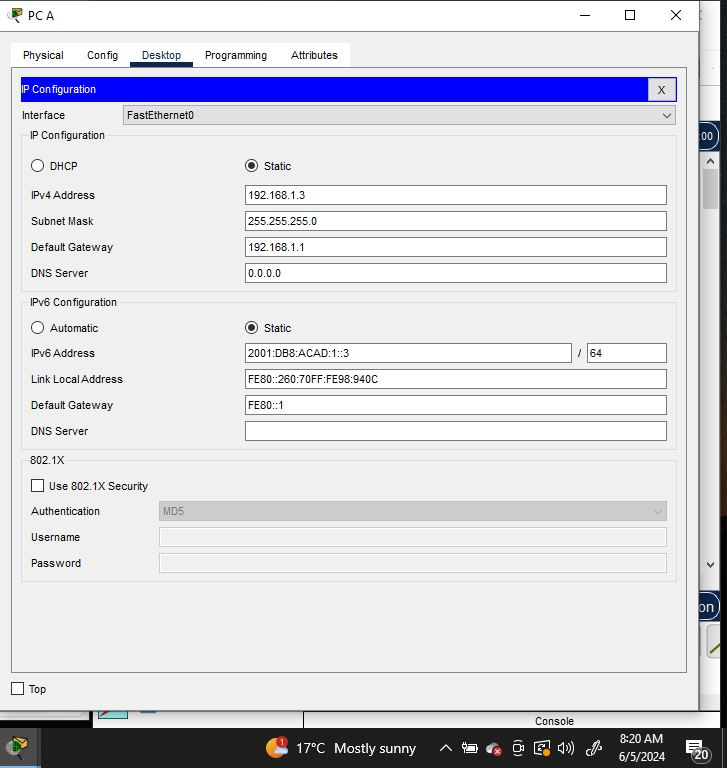 PC A
Physical Config Desktop Programming Attributes
IP Configuration X
Interface FastEthernet0
IP Configuration
DHCP Static
IPv4 Address 192.168.1.3
Subnet Mask 255.255.255.0
Default Gateway 192.168.1.1
DNS Server 0.0.0.0
IPv6 Configuration
Automatic Static
IPv6 Address 2001:DB8:ACAD:1::3 / 64
Link Local Address FE80::260:70FF:FE98:940C
Default Gateway FE80::1
DNS Server
802.1X
Use 802.1X Security
Authentication MD5
Username
Password
Top
:00
on
Console
1 17°C Mostly sunny 8:20 AM
6/5/2024
20